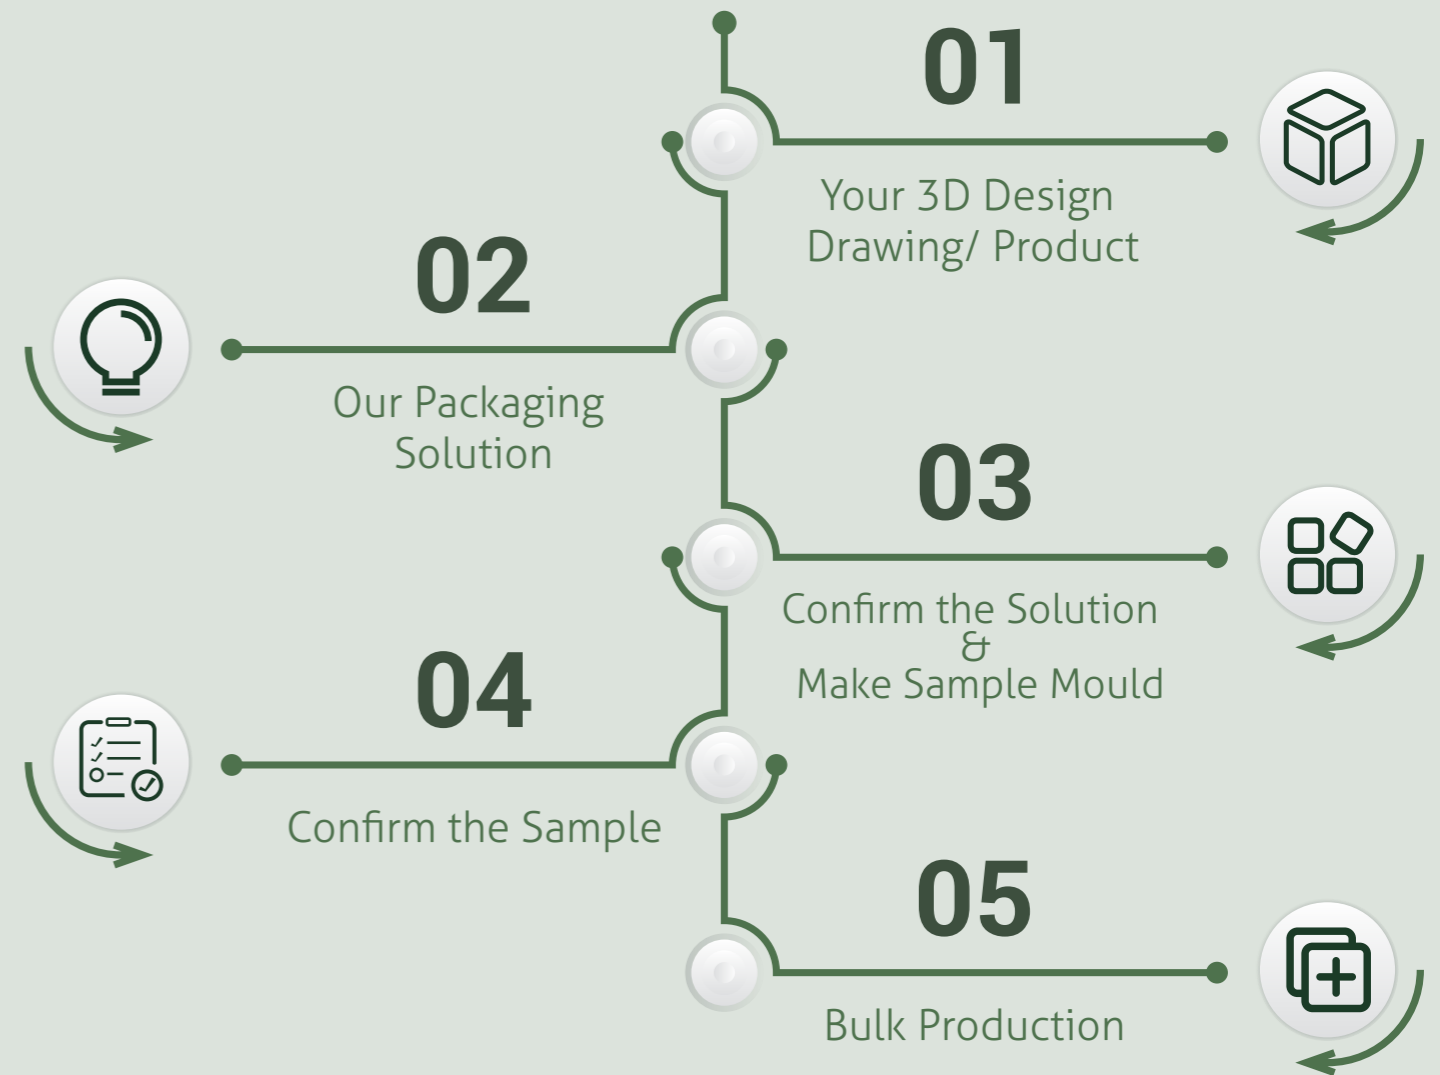 01
Your 3D Design
Drawing/ Product
02
Our Packaging
Solution
03
Confirm the Solution
&
Make Sample Mould
04
Confirm the Sample
05
Bulk Production